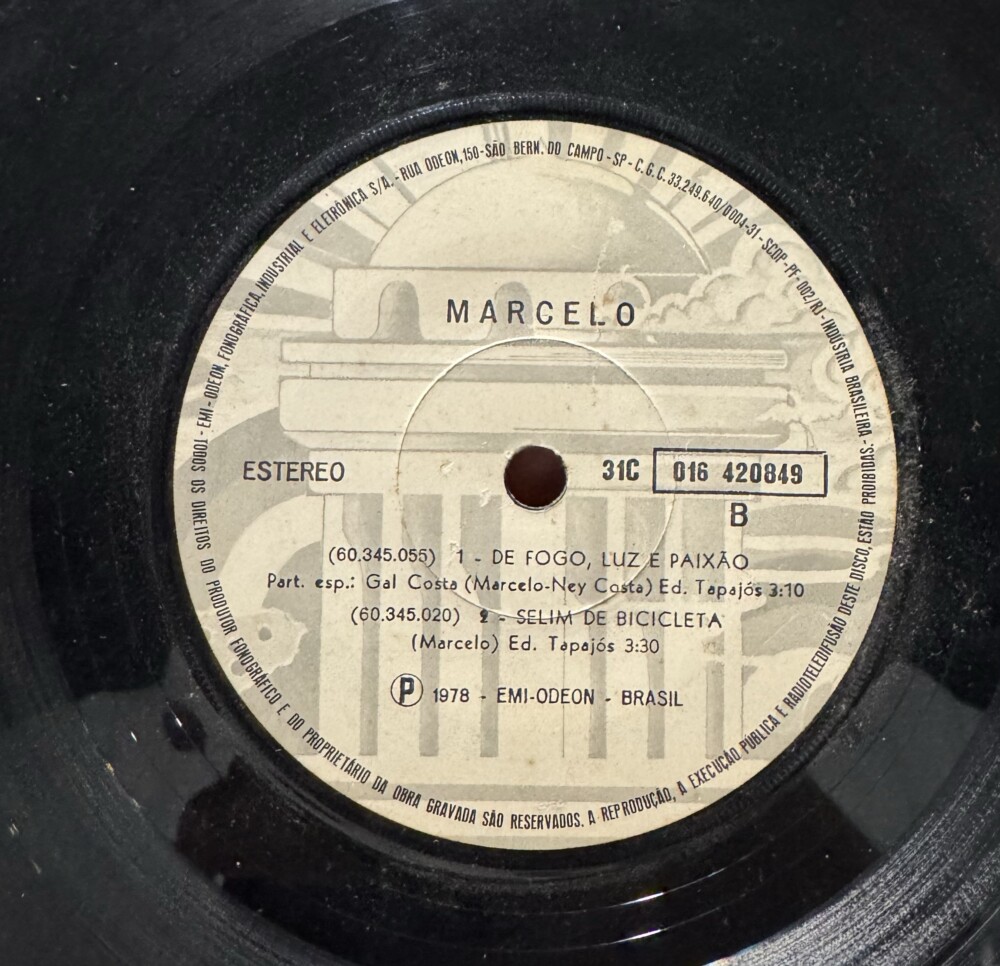 TODOS OS DIREITOS DO PRODUTOR FONOGRÁFICO E DO PROPRIETÁRIO DA OBRA GRAVADA SÃO RESERVADOS. A REPRODUÇÃO, A EXECUÇÃO PÚBLICA E RADIOTELEDIFUSÃO DESTE DISCO, ESTÃO PROIBIDAS - EMI-ODEON, FONOGRÁFICA, INDUSTRIAL E ELETRÔNICA S/A. - RUA ODEON, 150 - SÃO BERN. DO CAMPO - SP - C.G.C. 33.249.640/0004-31 - SCDP-PF-002/RJ - INDÚSTRIA BRASILEIRA -
MARCELO
ESTEREO
31C 016 420849
B
(60.345.055) 1 - DE FOGO, LUZ E PAIXÃO
Part. esp.: Gal Costa (Marcelo-Ney Costa) Ed. Tapajós 3:10
(60.345.020) 2 - SELIM DE BICICLETA
(Marcelo) Ed. Tapajós 3:30
Ⓟ 1978 - EMI-ODEON - BRASIL